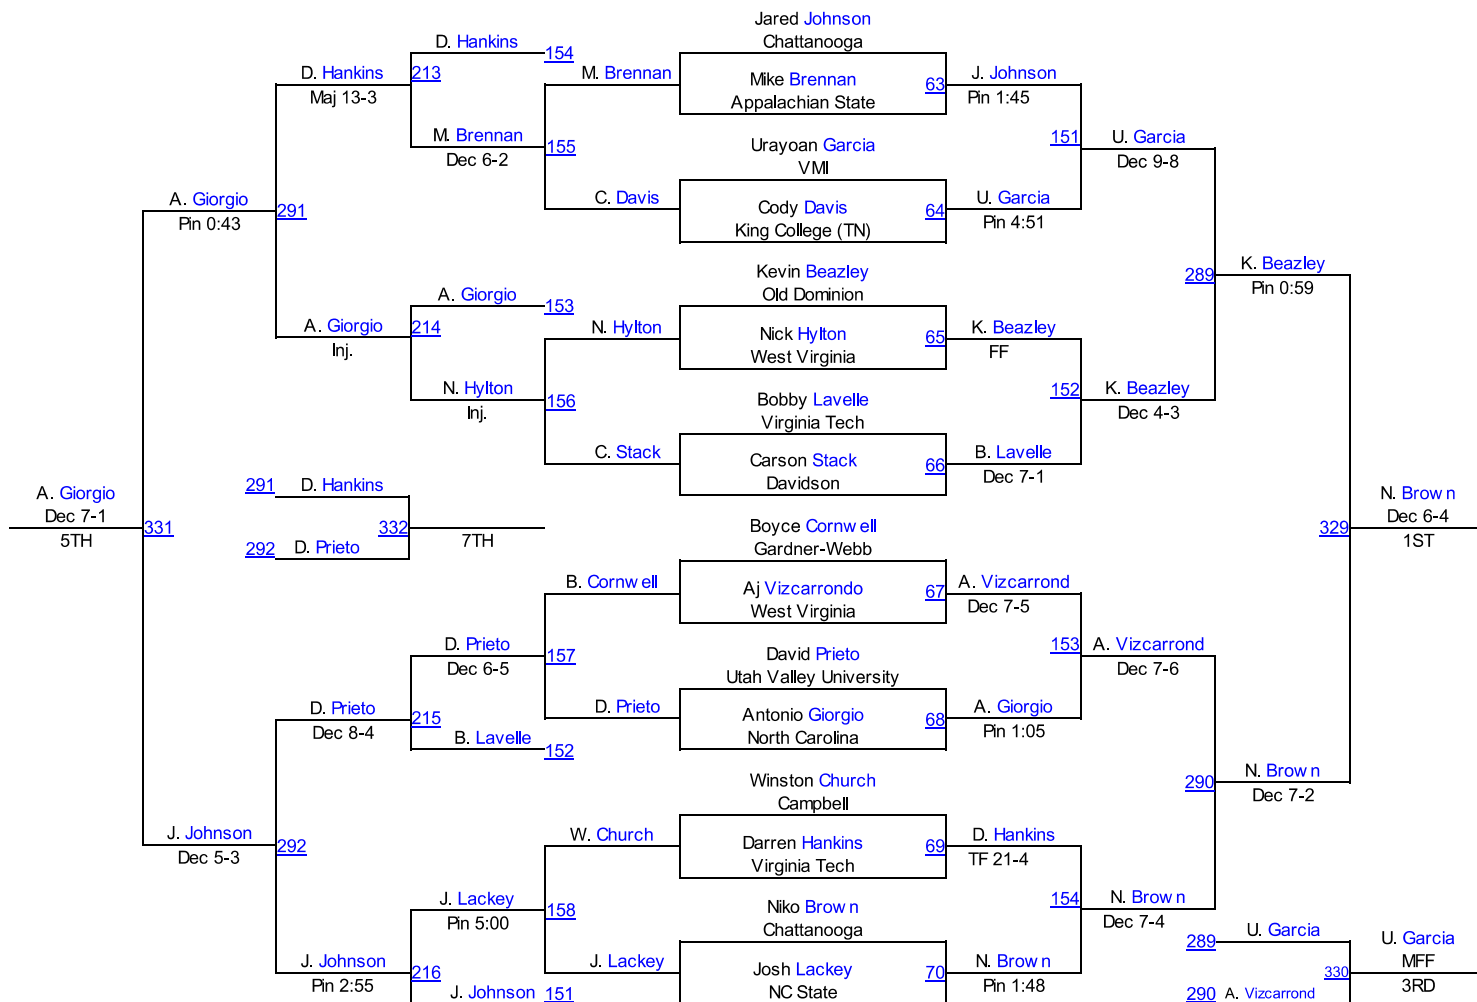 Jared Johnson
D. Hankins
Chattanooga
154
D. Hankins
213
M. Brennan
Mike Brennan
63
J. Johnson
Maj 13-3
Appalachian State
Pin 1:45
M. Brennan
155
Urayoan Garcia
151
U. Garcia
Dec 6-2
VMI
Dec 9-8
A. Giorgio
291
C. Davis
Cody Davis
64
U. Garcia
Pin 0:43
King College (TN)
Pin 4:51
Kevin Beazley
289
K. Beazley
A. Giorgio
153
Old Dominion
Pin 0:59
A. Giorgio
214
N. Hylton
Nick Hylton
65
K. Beazley
Inj.
West Virginia
FF
N. Hylton
156
Bobby Lavelle
152
K. Beazley
Inj.
Virginia Tech
Dec 4-3
C. Stack
Carson Stack
66
B. Lavelle
Davidson
Dec 7-1
A. Giorgio
291
D. Hankins
N. Brown
Dec 7-1
331
332
Boyce Cornwell
329
Dec 6-4
5TH
292
D. Prieto
7TH
Gardner-Webb
1ST
B. Cornwell
Aj Vizcarrondo
67
A. Vizcarrond
West Virginia
Dec 7-5
D. Prieto
157
David Prieto
153
A. Vizcarrond
Dec 6-5
Utah Valley University
Dec 7-6
D. Prieto
215
D. Prieto
Antonio Giorgio
68
A. Giorgio
Dec 8-4
B. Lavelle
152
North Carolina
Pin 1:05
Winston Church
290
N. Brown
Campbell
Dec 7-2
J. Johnson
292
W. Church
Darren Hankins
69
D. Hankins
Dec 5-3
Virginia Tech
TF 21-4
J. Lackey
158
Niko Brown
154
N. Brown
Pin 5:00
Chattanooga
Dec 7-4
289
U. Garcia
U. Garcia
J. Johnson
216
J. Lackey
Josh Lackey
70
N. Brown
330
MFF
Pin 2:55
J. Johnson
151
NC State
Pin 1:48
290
A. Vizcarrond
3RD